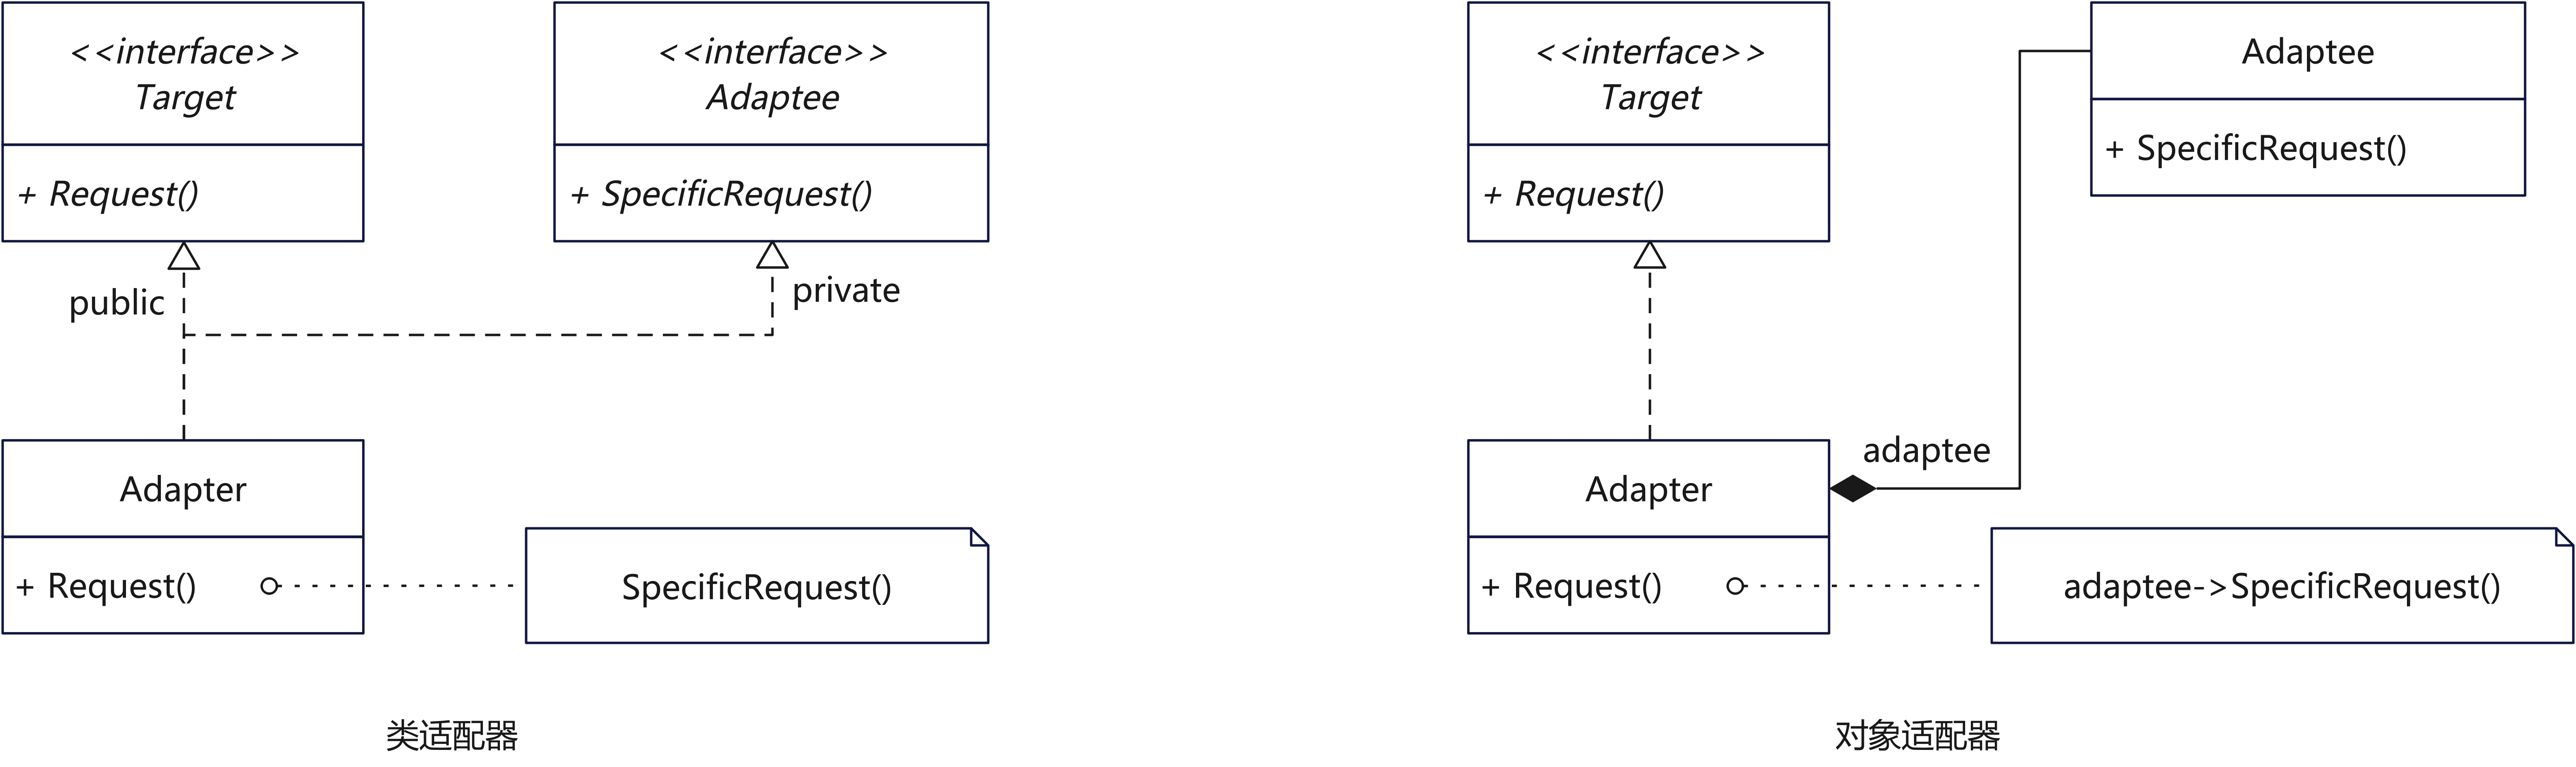 <<interface>>
Target
+ Request()
<<interface>>
Adaptee
+ SpecificRequest()
public
private
Adapter
+ Request()
SpecificRequest()
类适配器
<<interface>>
Target
+ Request()
Adaptee
+ SpecificRequest()
adaptee
Adapter
+ Request()
adaptee->SpecificRequest()
对象适配器